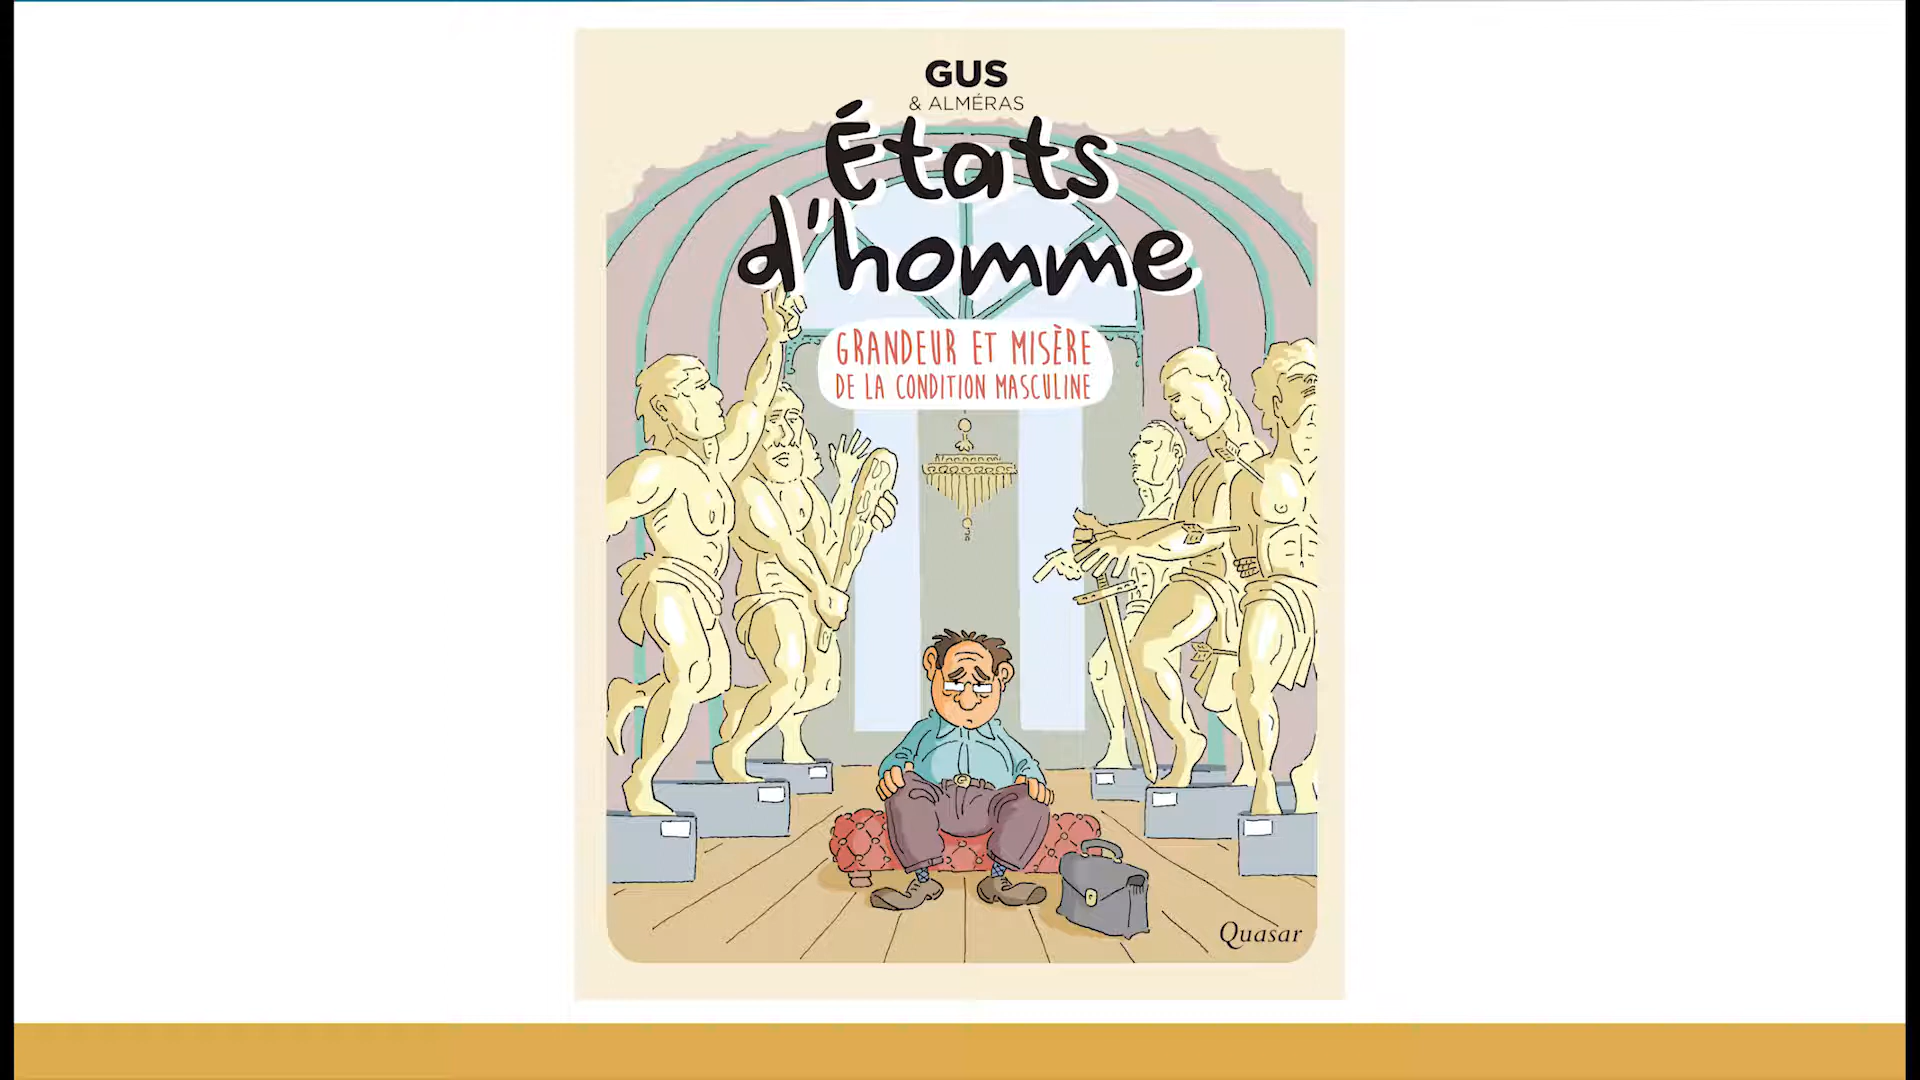 GUS
& ALMÉRAS
États
d'homme
GRANDEUR ET MISÈRE
DE LA CONDITION MASCULINE
Quasar